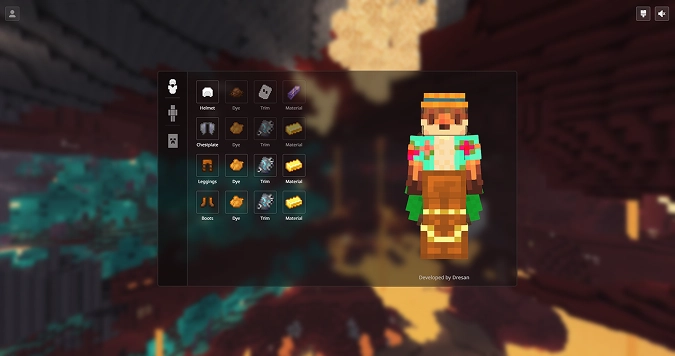 Helmet Dye Trim Material
Chestplate Dye Trim Material
Leggings Dye Trim Material
Boots Dye Trim Material
Developed by Dresan